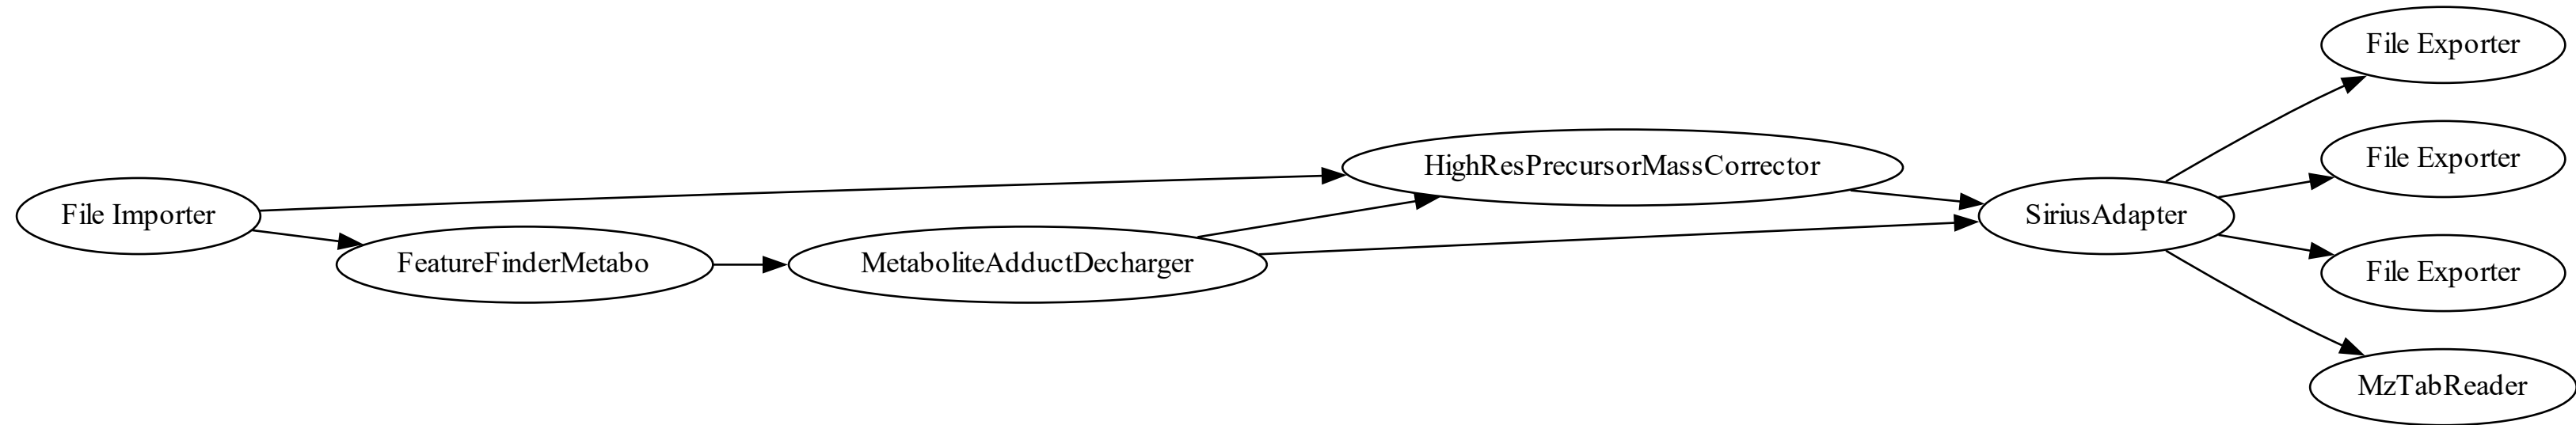 File Importer
FeatureFinderMetabo
MetaboliteAdductDecharger
HighResPrecursorMassCorrector
SiriusAdapter
File Exporter
File Exporter
File Exporter
MzTabReader